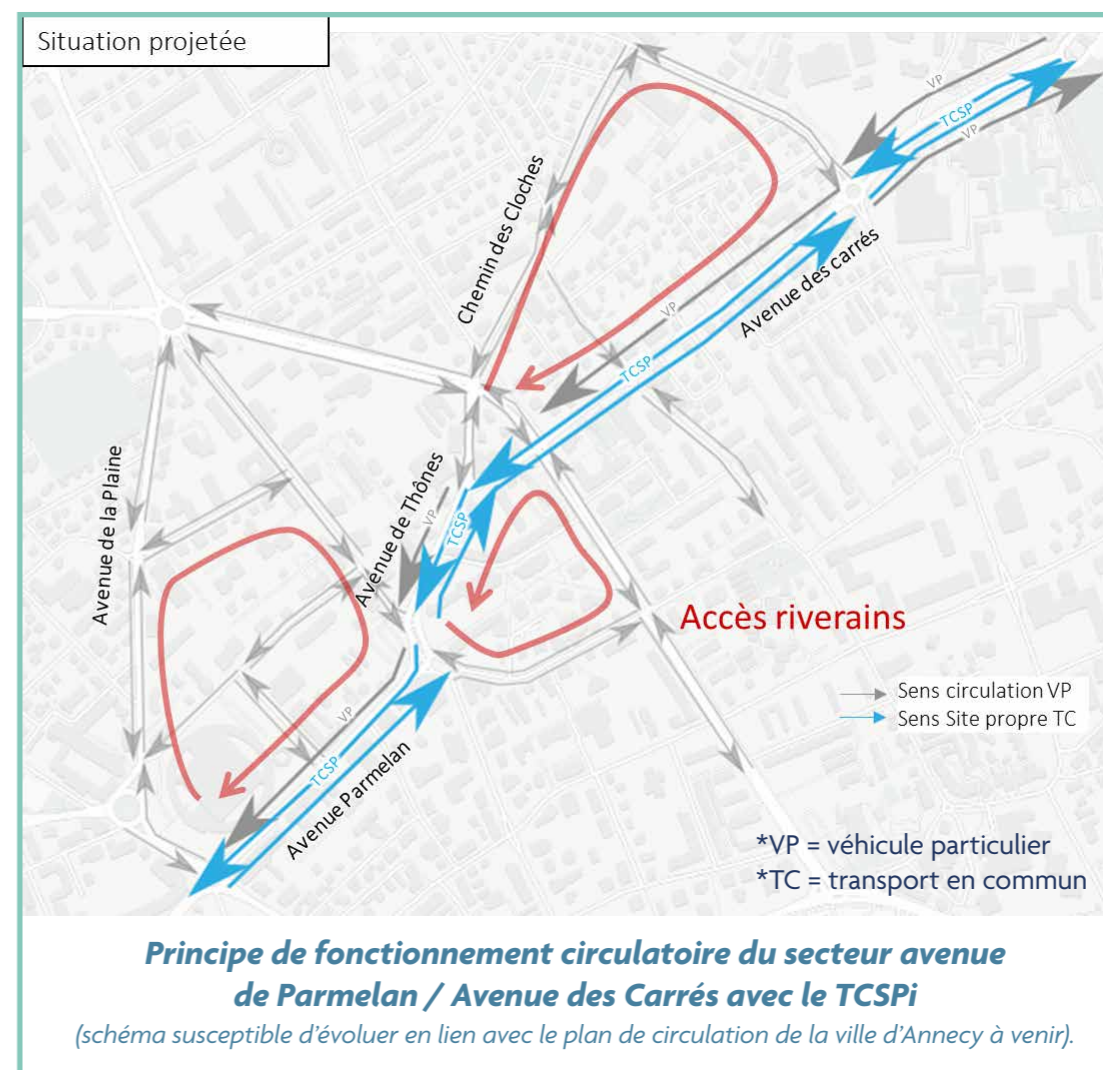 Situation projetée
VP
TCSP
VP
Chemin des Cloches
Avenue des carrés
VP
TCSP
Avenue de la Plaine
Avenue de Thônes
VP
TCSP
Accès riverains
Sens circulation VP
Sens Site propre TC
VP
TCSP
Avenue Parmelan
*VP = véhicule particulier
*TC = transport en commun
Principe de fonctionnement circulatoire du secteur avenue
de Parmelan / Avenue des Carrés avec le TCSPi
(schéma susceptible d'évoluer en lien avec le plan de circulation de la ville d'Annecy à venir).